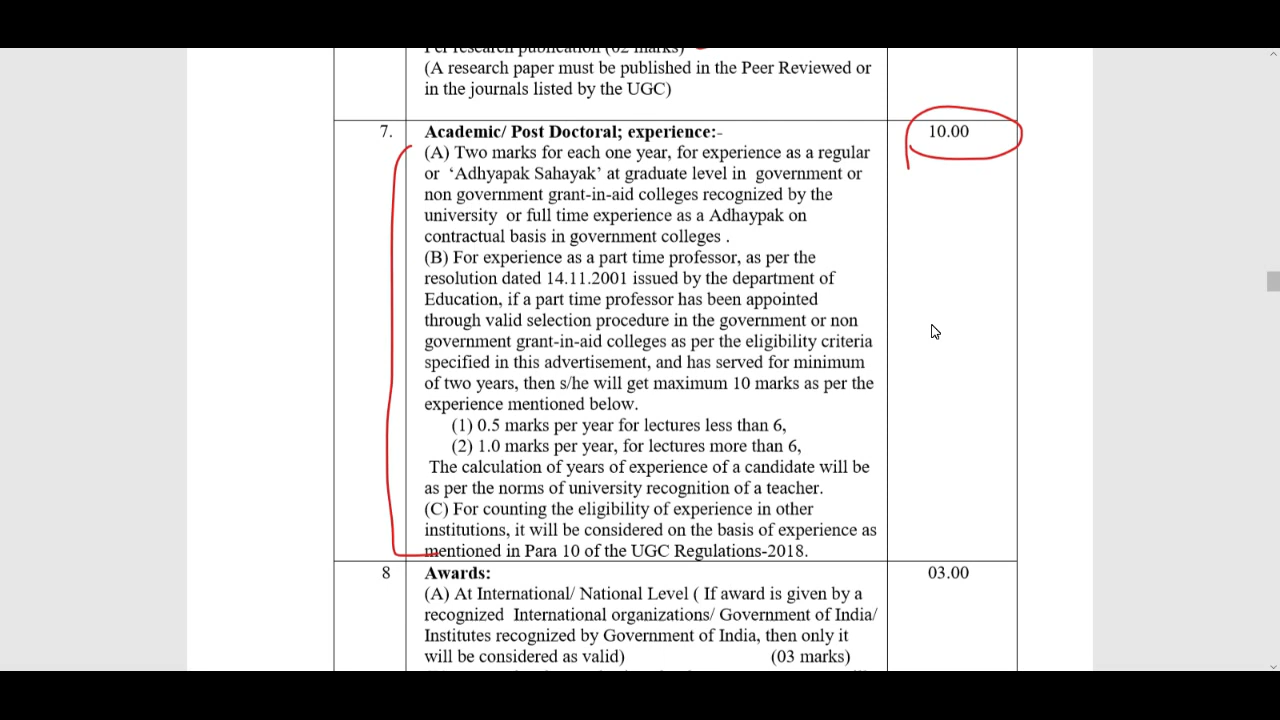 Per research publication (02 marks)
(A research paper must be published in the Peer Reviewed or
in the journals listed by the UGC)
7. Academic/ Post Doctoral; experience:- 10.00
(A) Two marks for each one year, for experience as a regular
or ‘Adhyapak Sahayak’ at graduate level in government or
non government grant-in-aid colleges recognized by the
university or full time experience as a Adhaypak on
contractual basis in government colleges .
(B) For experience as a part time professor, as per the
resolution dated 14.11.2001 issued by the department of
Education, if a part time professor has been appointed
through valid selection procedure in the government or non
government grant-in-aid colleges as per the eligibility criteria
specified in this advertisement, and has served for minimum
of two years, then s/he will get maximum 10 marks as per the
experience mentioned below.
(1) 0.5 marks per year for lectures less than 6,
(2) 1.0 marks per year, for lectures more than 6,
The calculation of years of experience of a candidate will be
as per the norms of university recognition of a teacher.
(C) For counting the eligibility of experience in other
institutions, it will be considered on the basis of experience as
mentioned in Para 10 of the UGC Regulations-2018.
8 Awards: 03.00
(A) At International/ National Level ( If award is given by a
recognized International organizations/ Government of India/
Institutes recognized by Government of India, then only it
will be considered as valid) (03 marks)